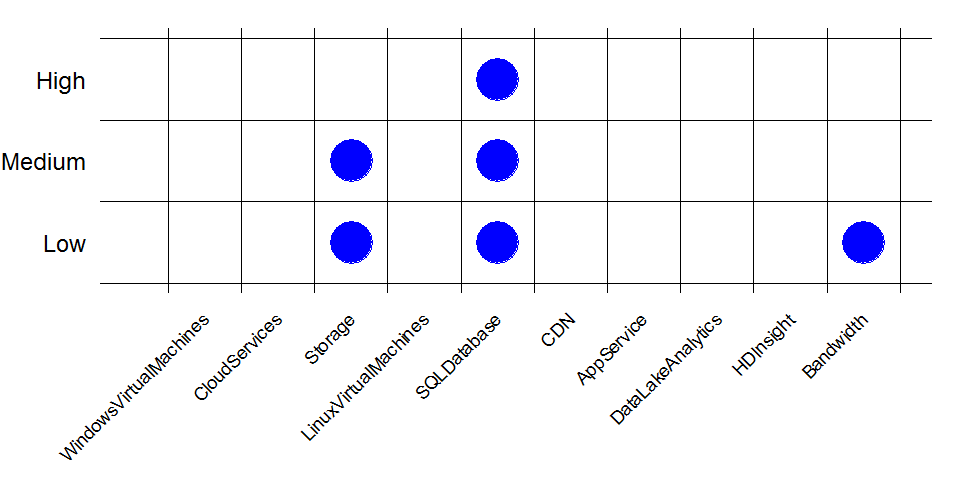 High
Medium
Low
WindowsVirtualMachines
CloudServices
Storage
LinuxVirtualMachines
SQLDatabase
CDN
AppService
DataLakeAnalytics
HDInsight
Bandwidth